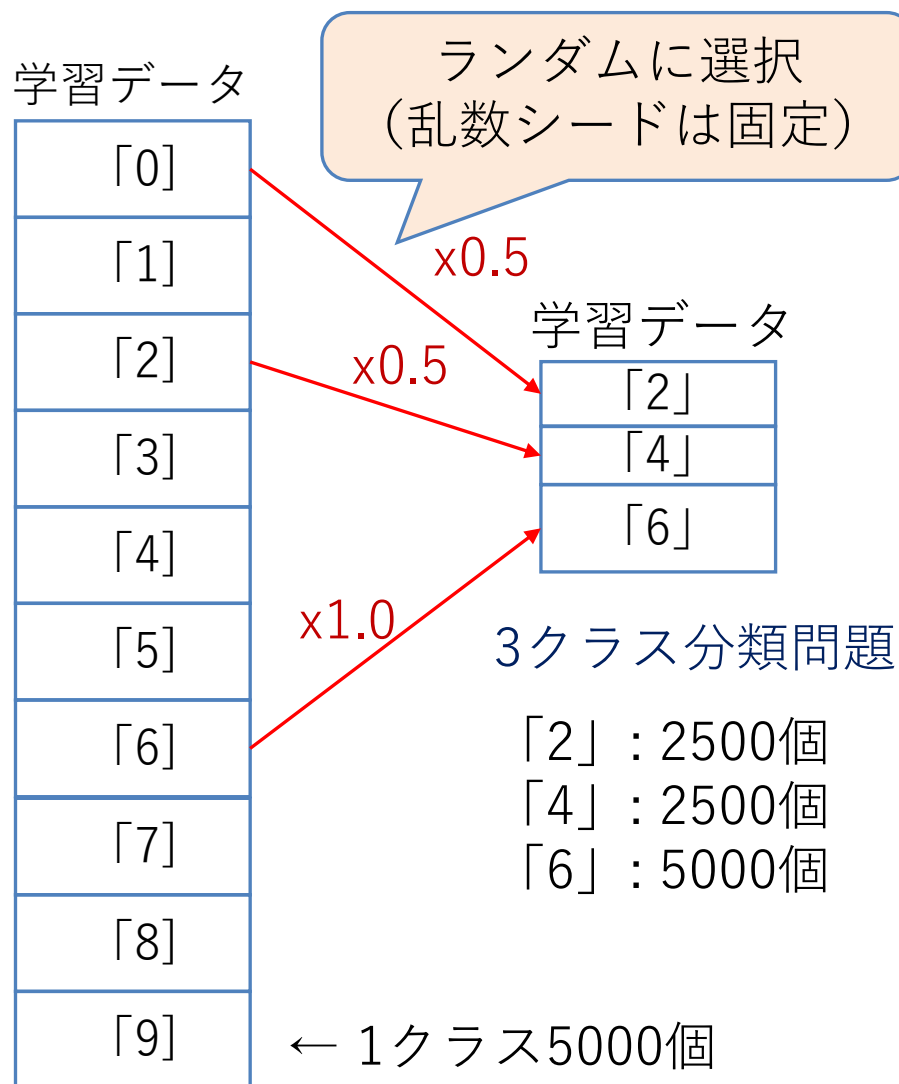 ランダムに選択
（乱数シードは固定）
学習データ
「0]
「1]
「2]
「3]
「4]
「5]
「6]
「7]
「8]
「9]
x0.5
x0.5
x1.0
学習データ
「2」
「4」
「6」
3クラス分類問題
「2」：2500個
「4」：2500個
「6」：5000個
← 1クラス5000個